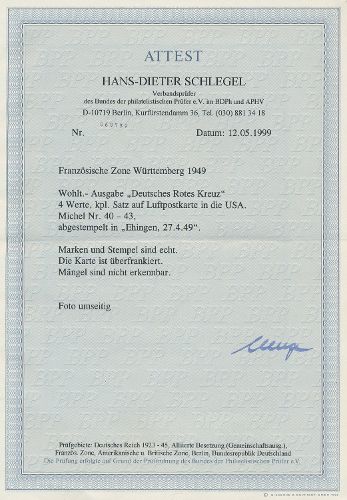 ATTEST
HANS-DIETER SCHLEGEL
Verbandsprüfer
des Bundes der philatelistischen Prüfer e.V. im BDPh und APHV
D-10719 Berlin, Kurfürstendamm 36, Tel. (030) 881 34 18
Nr. Datum: 12.05.1999
Französische Zone Württemberg 1949
Wohlt.- Ausgabe „Deutsches Rotes Kreuz“
4 Werte, kpl. Satz auf Luftpostkarte in die USA.
Michel Nr. 40 – 43,
abgestempelt in „Ehingen, 27.4.49“.
Marken und Stempel sind echt.
Die Karte ist überfrankiert.
Mängel sind nicht erkennbar.
Foto umseitig
Prüfgebiete: Deutsches Reich 1923 - 45, Alliierte Besetzung (Gemeinschaftsausg.),
Französ. Zone, Amerikanische u. Britische Zone, Berlin, Bundesrepublik Deutschland
Die Prüfung erfolgte auf Grund der Prüfordnung des Bundes der Philatelistischen Prüfer e.V.